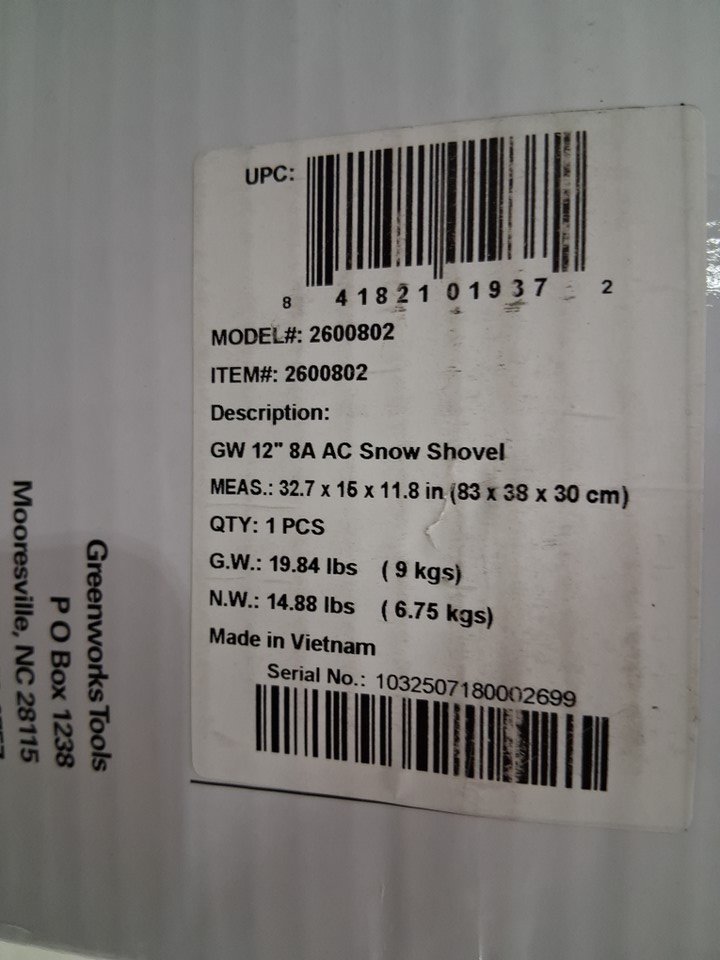 UPC:
8 41821 01937 2
MODEL#: 2600802
ITEM#: 2600802
Description:
GW 12" 8A AC Snow Shovel
MEAS.: 32.7 x 15 x 11.8 in (83 x 38 x 30 cm)
QTY: 1 PCS
G.W.: 19.84 lbs ( 9 kgs)
N.W.: 14.88 lbs ( 6.75 kgs)
Made in Vietnam
Serial No.: 1032507180002699
Greenworks Tools
P O Box 1238
Mooresville, NC 28115